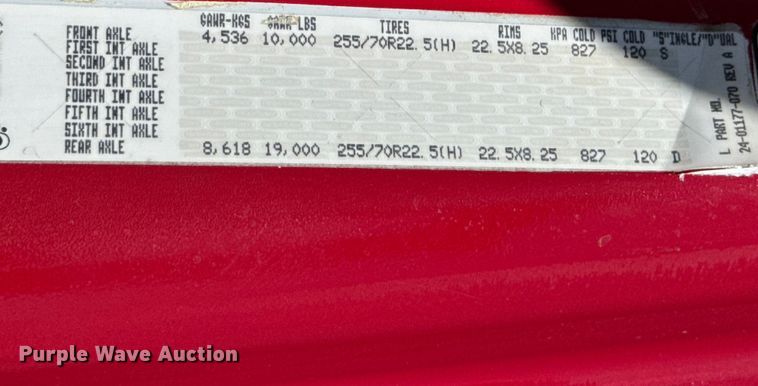 GAWR-KGS GAWR-LBS TIRES RIMS KPA COLD PSI COLD "S"INGLE/"D"UAL
FRONT AXLE 4,536 10,000 255/70R22.5(H) 22.5X8.25 827 120 S
FIRST INT AXLE
SECOND INT AXLE
THIRD INT AXLE
FOURTH INT AXLE
FIFTH INT AXLE
SIXTH INT AXLE
REAR AXLE 8,618 19,000 255/70R22.5(H) 22.5X8.25 827 120 D
L PART NO.
24-01177-070 REV A
Purple Wave Auction